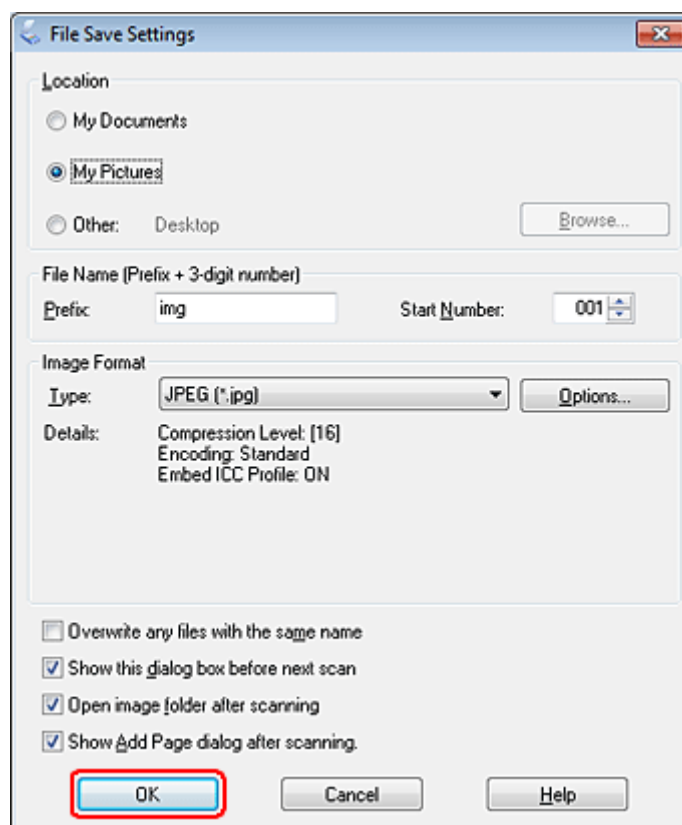 File Save Settings
Location
My Documents
My Pictures
Other: Desktop Browse...
File Name (Prefix + 3-digit number)
Prefix: img Start Number: 001
Image Format
Type: JPEG (*.jpg) Options...
Details: Compression Level: [16]
Encoding: Standard
Embed ICC Profile: ON
Overwrite any files with the same name
Show this dialog box before next scan
Open image folder after scanning
Show Add Page dialog after scanning.
OK Cancel Help